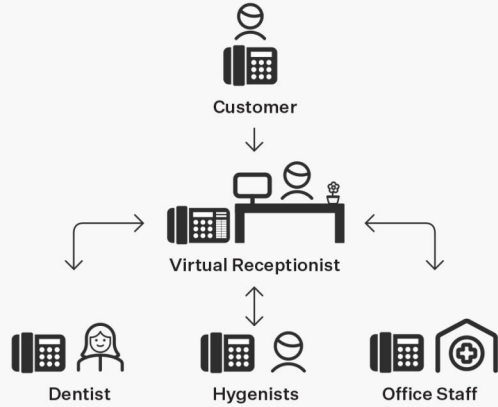 Customer
Virtual Receptionist
Dentist
Hygenists
Office Staff